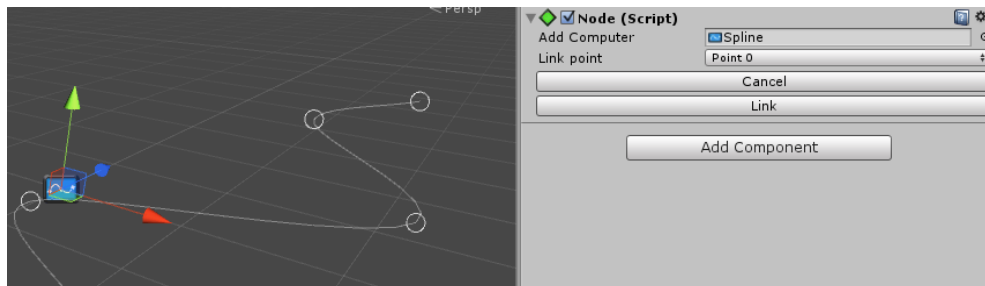 Persp
Node (Script)
Add Computer
Spline
Link point
Point 0
Cancel
Link
Add Component